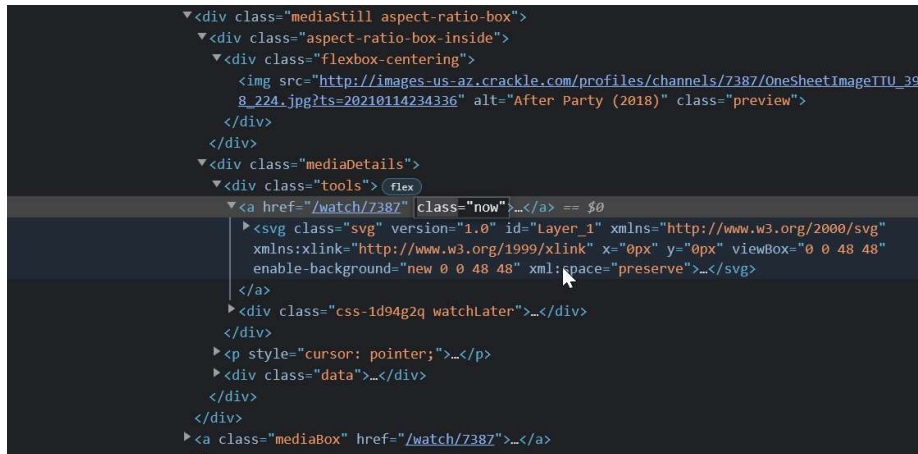 ▼<div class="mediaStill aspect-ratio-box">
▼<div class="aspect-ratio-box-inside">
▼<div class="flexbox-centering">
<img src="http://images-us-az.crackle.com/profiles/channels/7387/OneSheetImageTTU_39
8_224.jpg?ts=20210114234336" alt="After Party (2018)" class="preview">
</div>
</div>
▼<div class="mediaDetails">
▼<div class="tools"> flex
▼<a href="/watch/7387" class="now">…</a> == $0
▶<svg class="svg" version="1.0" id="Layer_1" xmlns="http://www.w3.org/2000/svg"
xmlns:xlink="http://www.w3.org/1999/xlink" x="0px" y="0px" viewBox="0 0 48 48"
enable-background="new 0 0 48 48" xml:space="preserve">…</svg>
</a>
▶<div class="css-1d94g2q watchLater">…</div>
</div>
▶<p style="cursor: pointer;">…</p>
▶<div class="data">…</div>
</div>
</div>
▶<a class="mediaBox" href="/watch/7387">…</a>